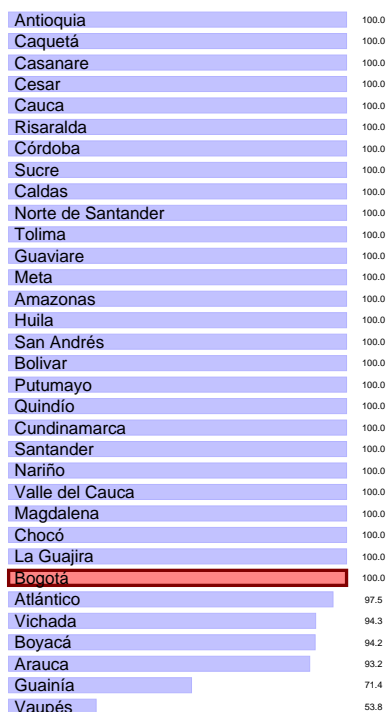 Antioquia 100.0
Caquetá 100.0
Casanare 100.0
Cesar 100.0
Cauca 100.0
Risaralda 100.0
Córdoba 100.0
Sucre 100.0
Caldas 100.0
Norte de Santander 100.0
Tolima 100.0
Guaviare 100.0
Meta 100.0
Amazonas 100.0
Huila 100.0
San Andrés 100.0
Bolivar 100.0
Putumayo 100.0
Quindío 100.0
Cundinamarca 100.0
Santander 100.0
Nariño 100.0
Valle del Cauca 100.0
Magdalena 100.0
Chocó 100.0
La Guajira 100.0
Bogotá 100.0
Atlántico 97.5
Vichada 94.3
Boyacá 94.2
Arauca 93.2
Guainía 71.4
Vaupés 53.8